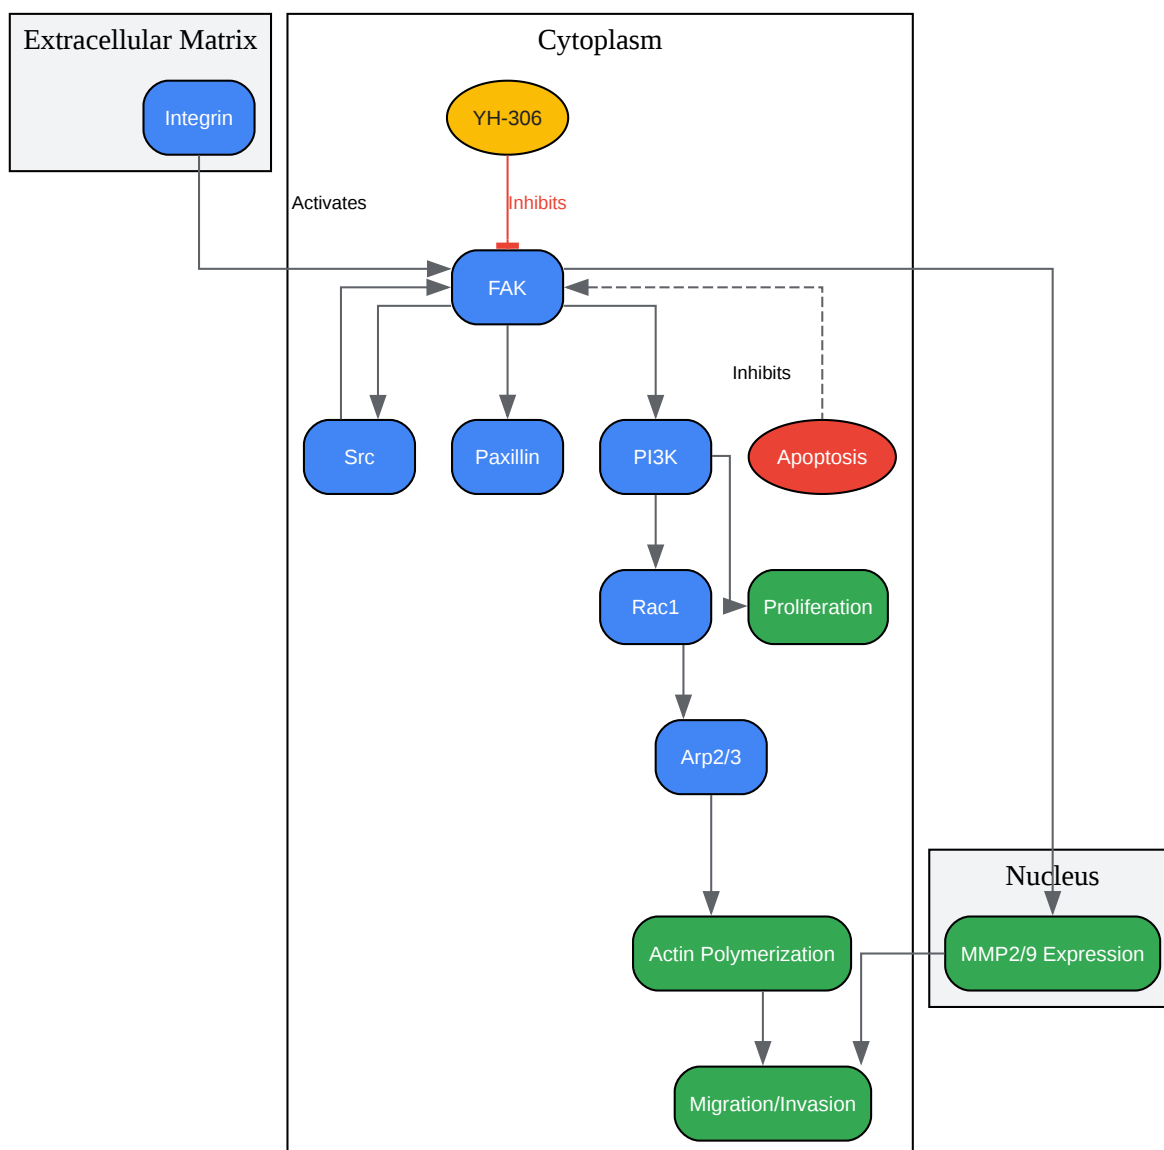 Extracellular Matrix
Cytoplasm
Integrin
YH-306
Activates
Inhibits
FAK
Inhibits
Src
Paxillin
PI3K
Apoptosis
Rac1
Proliferation
Arp2/3
Nucleus
Actin Polymerization
MMP2/9 Expression
Migration/Invasion